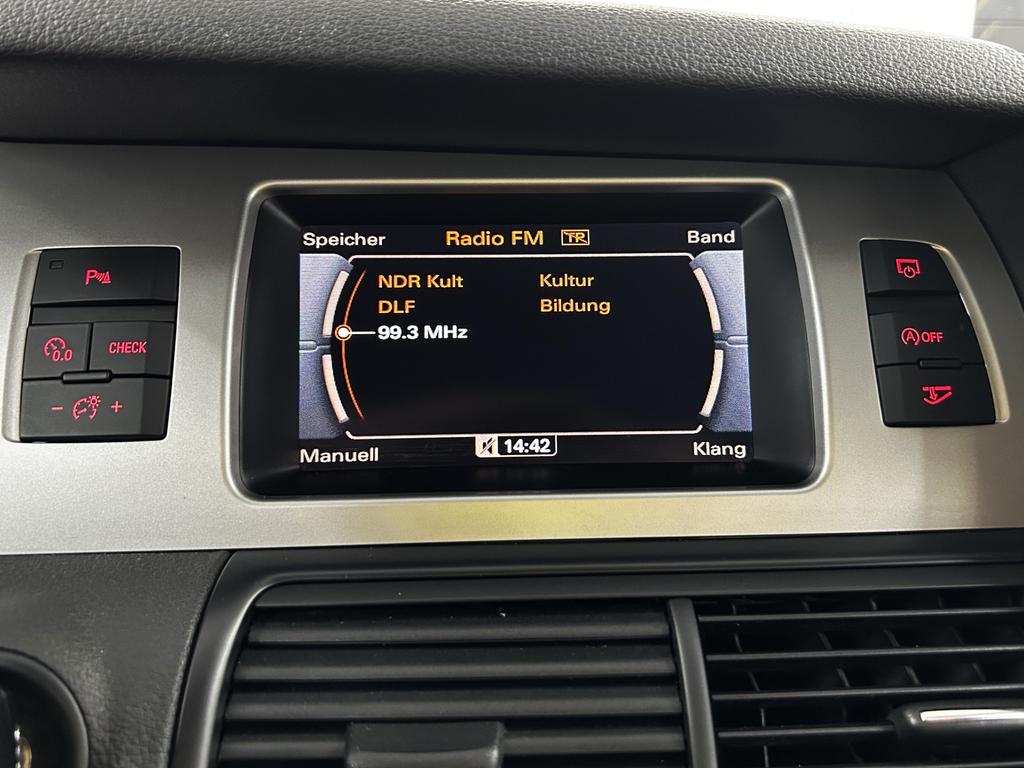 Speicher Radio FM TP Band
NDR Kult Kultur
DLF Bildung
99.3 MHz
Manuell 14:42 Klang
P
0.0 CHECK
- +
A OFF